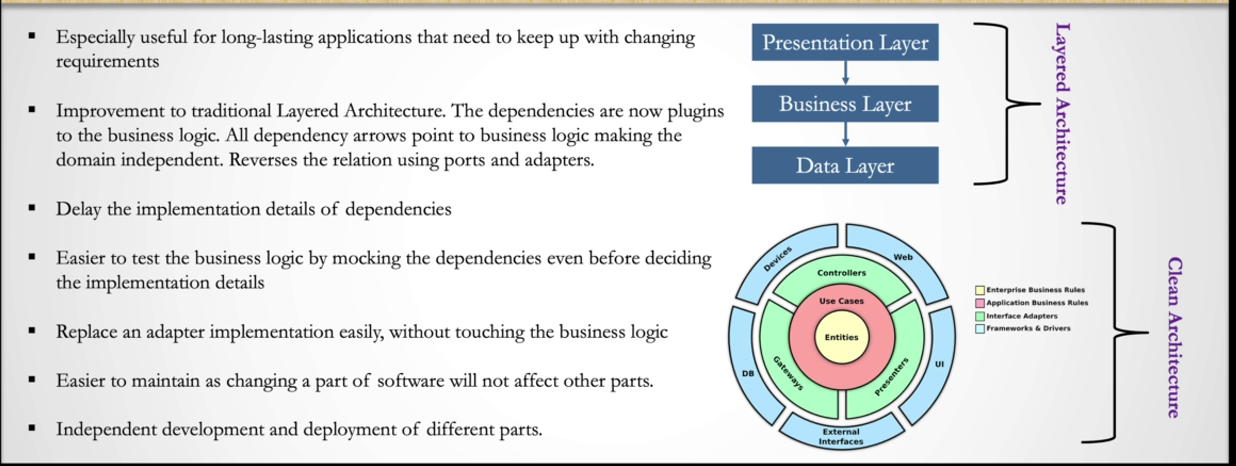 Especially useful for long-lasting applications that need to keep up with changing
requirements
Improvement to traditional Layered Architecture. The dependencies are now plugins
to the business logic. All dependency arrows point to business logic making the
domain independent. Reverses the relation using ports and adapters.
Delay the implementation details of dependencies
Easier to test the business logic by mocking the dependencies even before deciding
the implementation details
Replace an adapter implementation easily, without touching the business logic
Easier to maintain as changing a part of software will not affect other parts.
Independent development and deployment of different parts.
Presentation Layer
Business Layer
Data Layer
Layered Architecture
Devices
Web
Controllers
Use Cases
Entities
Gateways
Presenters
DB
UI
External
Interfaces
Enterprise Business Rules
Application Business Rules
Interface Adapters
Frameworks & Drivers
Clean Architecture